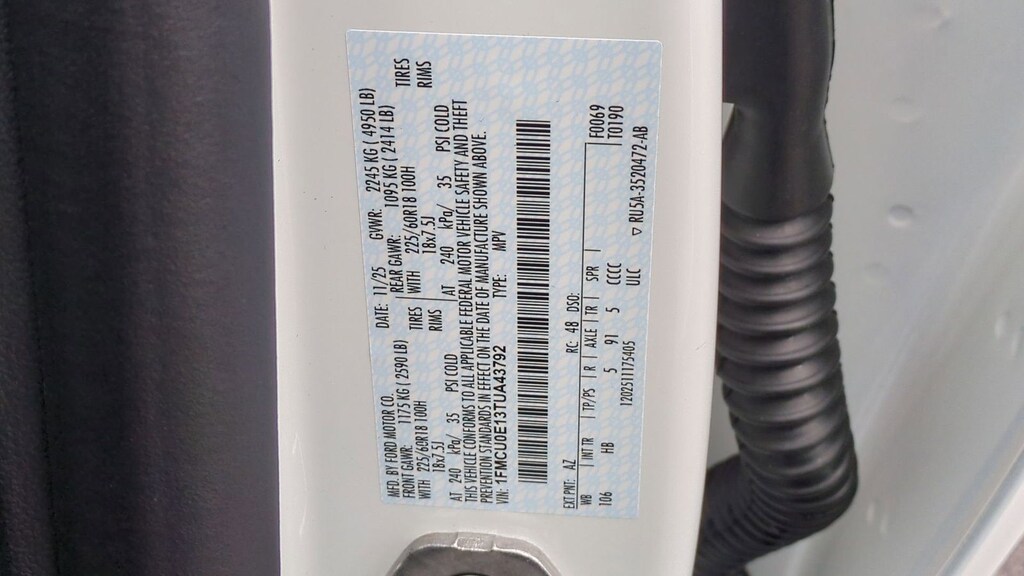 MFD. BY FORD MOTOR CO.
DATE: 11/25 GVWR: 2245 KG ( 4950 LB)
FRONT GAWR: 1175 KG ( 2590 LB) REAR GAWR: 1095 KG ( 2414 LB)
WITH 225/60R18 100H TIRES WITH 225/60R18 100H TIRES
18x7.5J RIMS 18x7.5J RIMS
AT 240 kPa/ 35 PSI COLD AT 240 kPa/ 35 PSI COLD
THIS VEHICLE CONFORMS TO ALL APPLICABLE FEDERAL MOTOR VEHICLE SAFETY AND THEFT
PREVENTION STANDARDS IN EFFECT ON THE DATE OF MANUFACTURE SHOWN ABOVE.
VIN: 1FMCU0E13TUA43792 TYPE: MPV
EXT PNT: AZ RC: 48 DSO: F0069
WB INT TR TP/PS R AXLE TR SPR T0190
106 HB 5 91 5 CCCC
1202511175405 ULC
▽ RU5A-3520472-AB